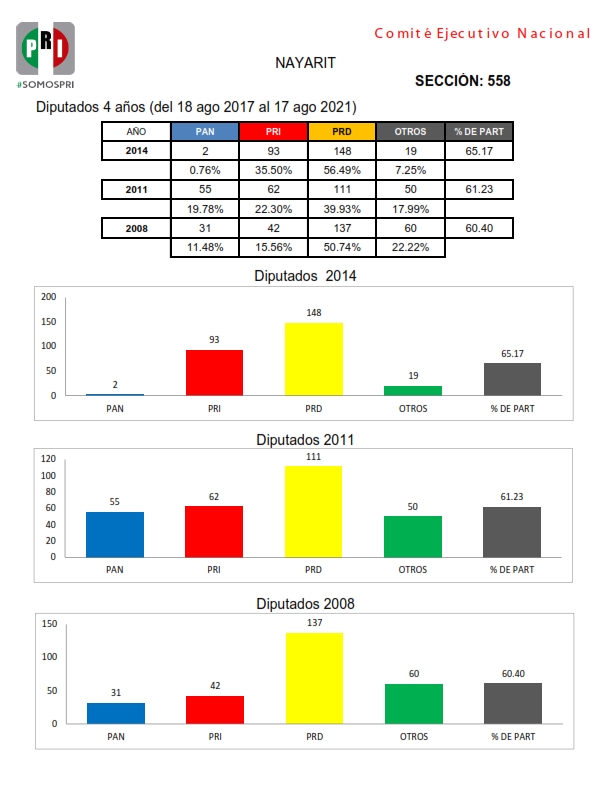 Comité Ejecutivo Nacional
PRI
#SOMOSPRI
NAYARIT
SECCIÓN: 558
Diputados 4 años (del 18 ago 2017 al 17 ago 2021)
AÑO PAN PRI PRD OTROS % DE PART
2014 2 93 148 19 65.17
0.76% 35.50% 56.49% 7.25%
2011 55 62 111 50 61.23
19.78% 22.30% 39.93% 17.99%
2008 31 42 137 60 60.40
11.48% 15.56% 50.74% 22.22%
Diputados 2014
200
150
100
50
0
2
93
148
19
65.17
PAN PRI PRD OTROS % DE PART
Diputados 2011
120
100
80
60
40
20
0
55
62
111
50
61.23
PAN PRI PRD OTROS % DE PART
Diputados 2008
150
100
50
0
31
42
137
60
60.40
PAN PRI PRD OTROS % DE PART